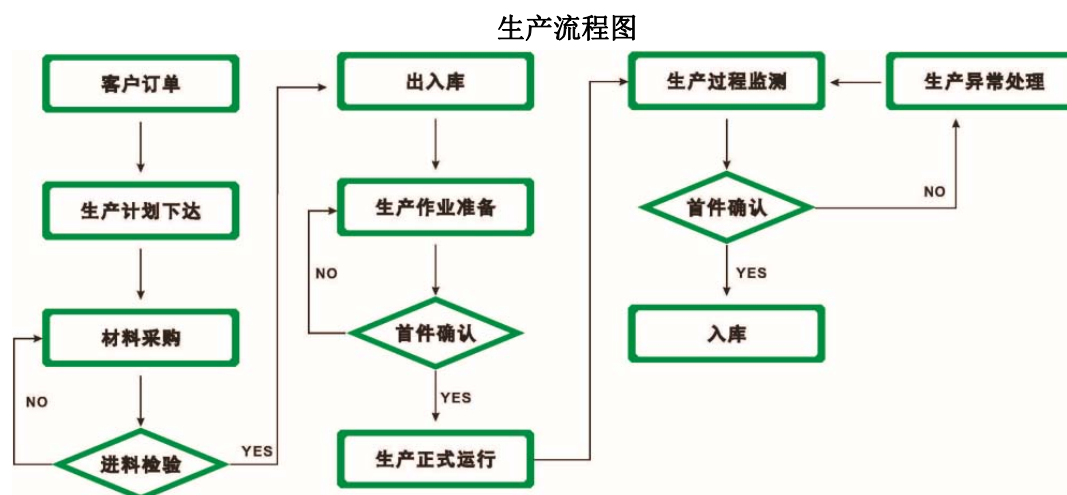 生产流程图
客户订单
生产计划下达
材料采购
NO
进料检验
YES
出入库
生产作业准备
NO
首件确认
YES
生产正式运行
生产过程监测
生产异常处理
首件确认
NO
YES
入库